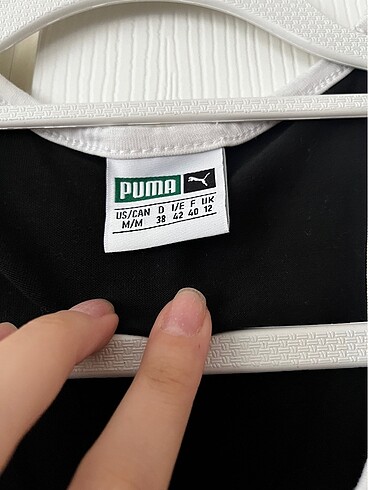 PUMA
US/CAN D I/E F UK
M/M 38 42 40 12